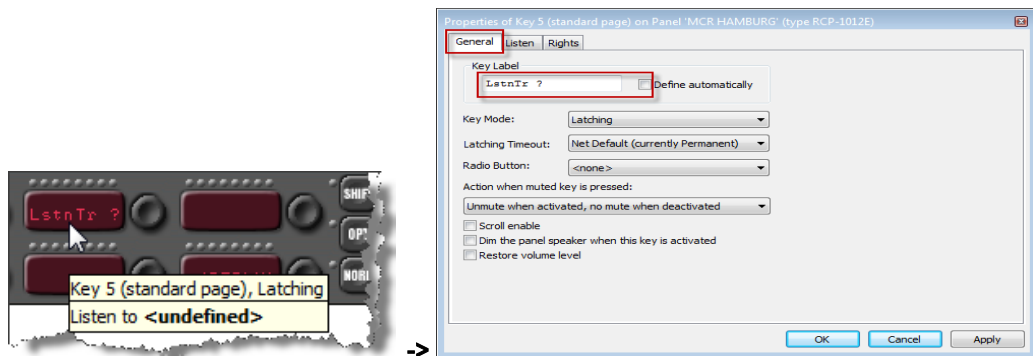 LstnTr ?
SHIF
OPT
NORI
Key 5 (standard page), Latching
Listen to <undefined>
->
Properties of Key 5 (standard page) on Panel 'MCR HAMBURG' (type RCP-1012E)
General Listen Rights
Key Label
LstnTr ? Define automatically
Key Mode: Latching
Latching Timeout: Net Default (currently Permanent)
Radio Button: <none>
Action when muted key is pressed:
Unmute when activated, no mute when deactivated
Scroll enable
Dim the panel speaker when this key is activated
Restore volume level
OK Cancel Apply